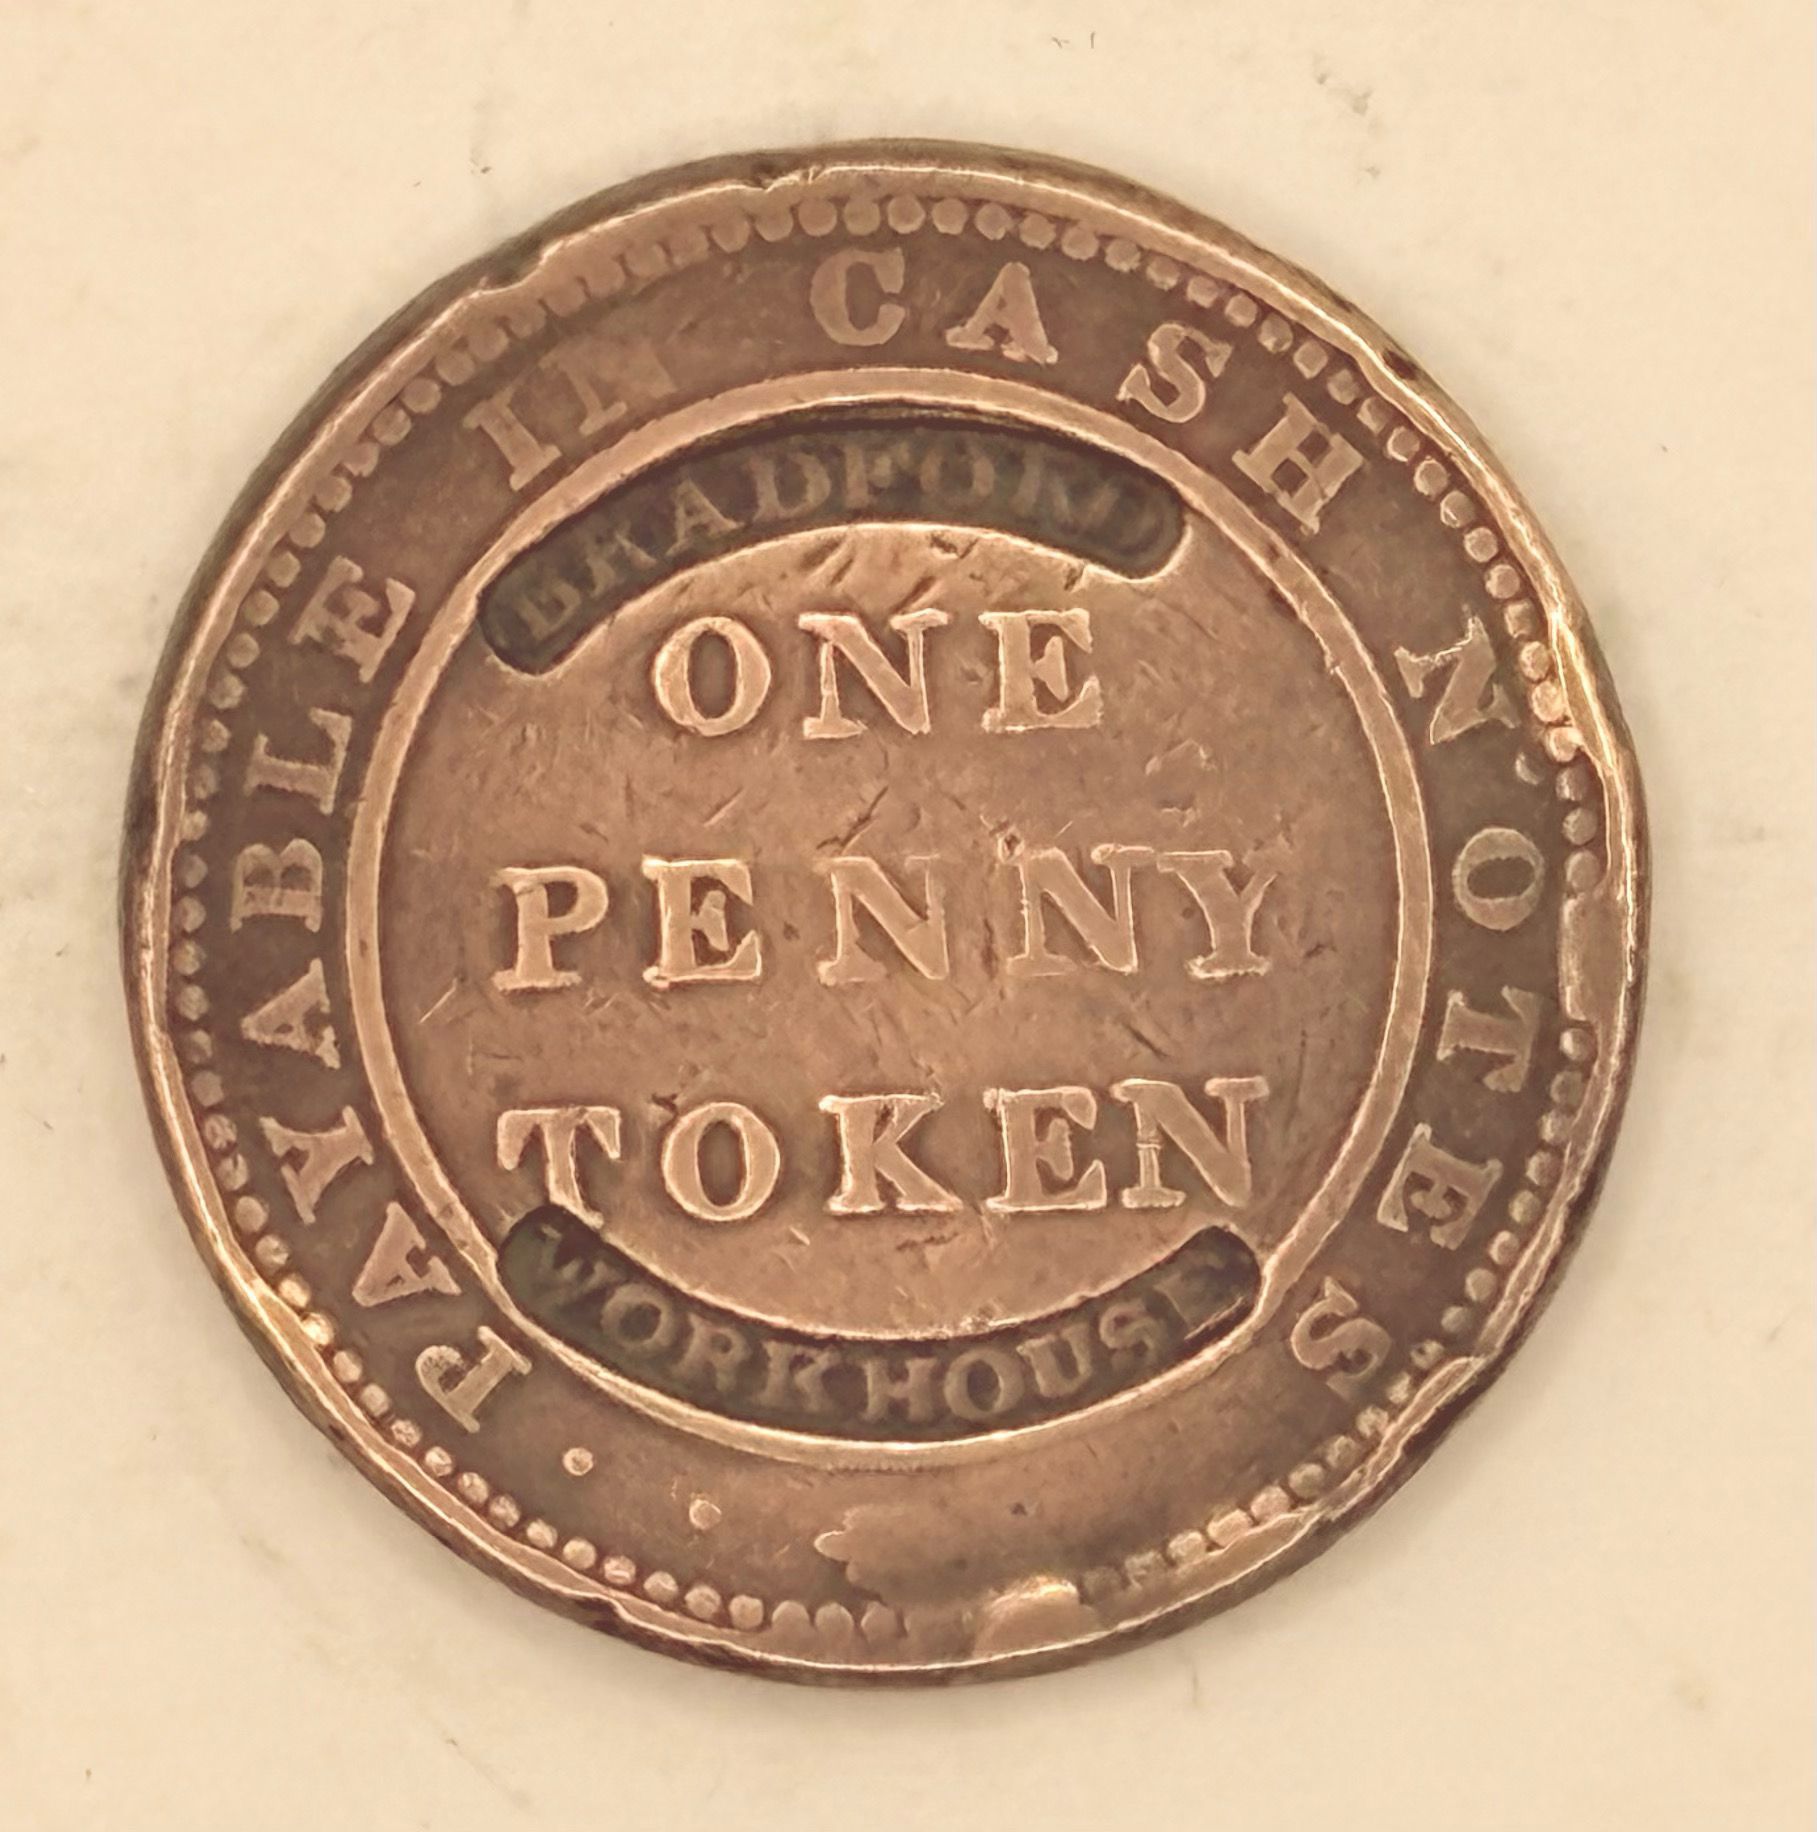 PAYABLE IN CASH NOTES
BRADFORD
ONE
PENNY
TOKEN
WORKHOUSE